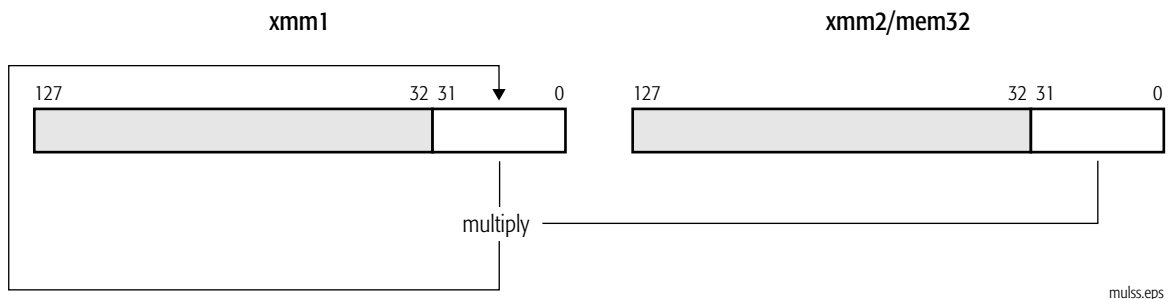 xmm1 xmm2/mem32
127 32 31 0 127 32 31 0
multiply
mulss.eps